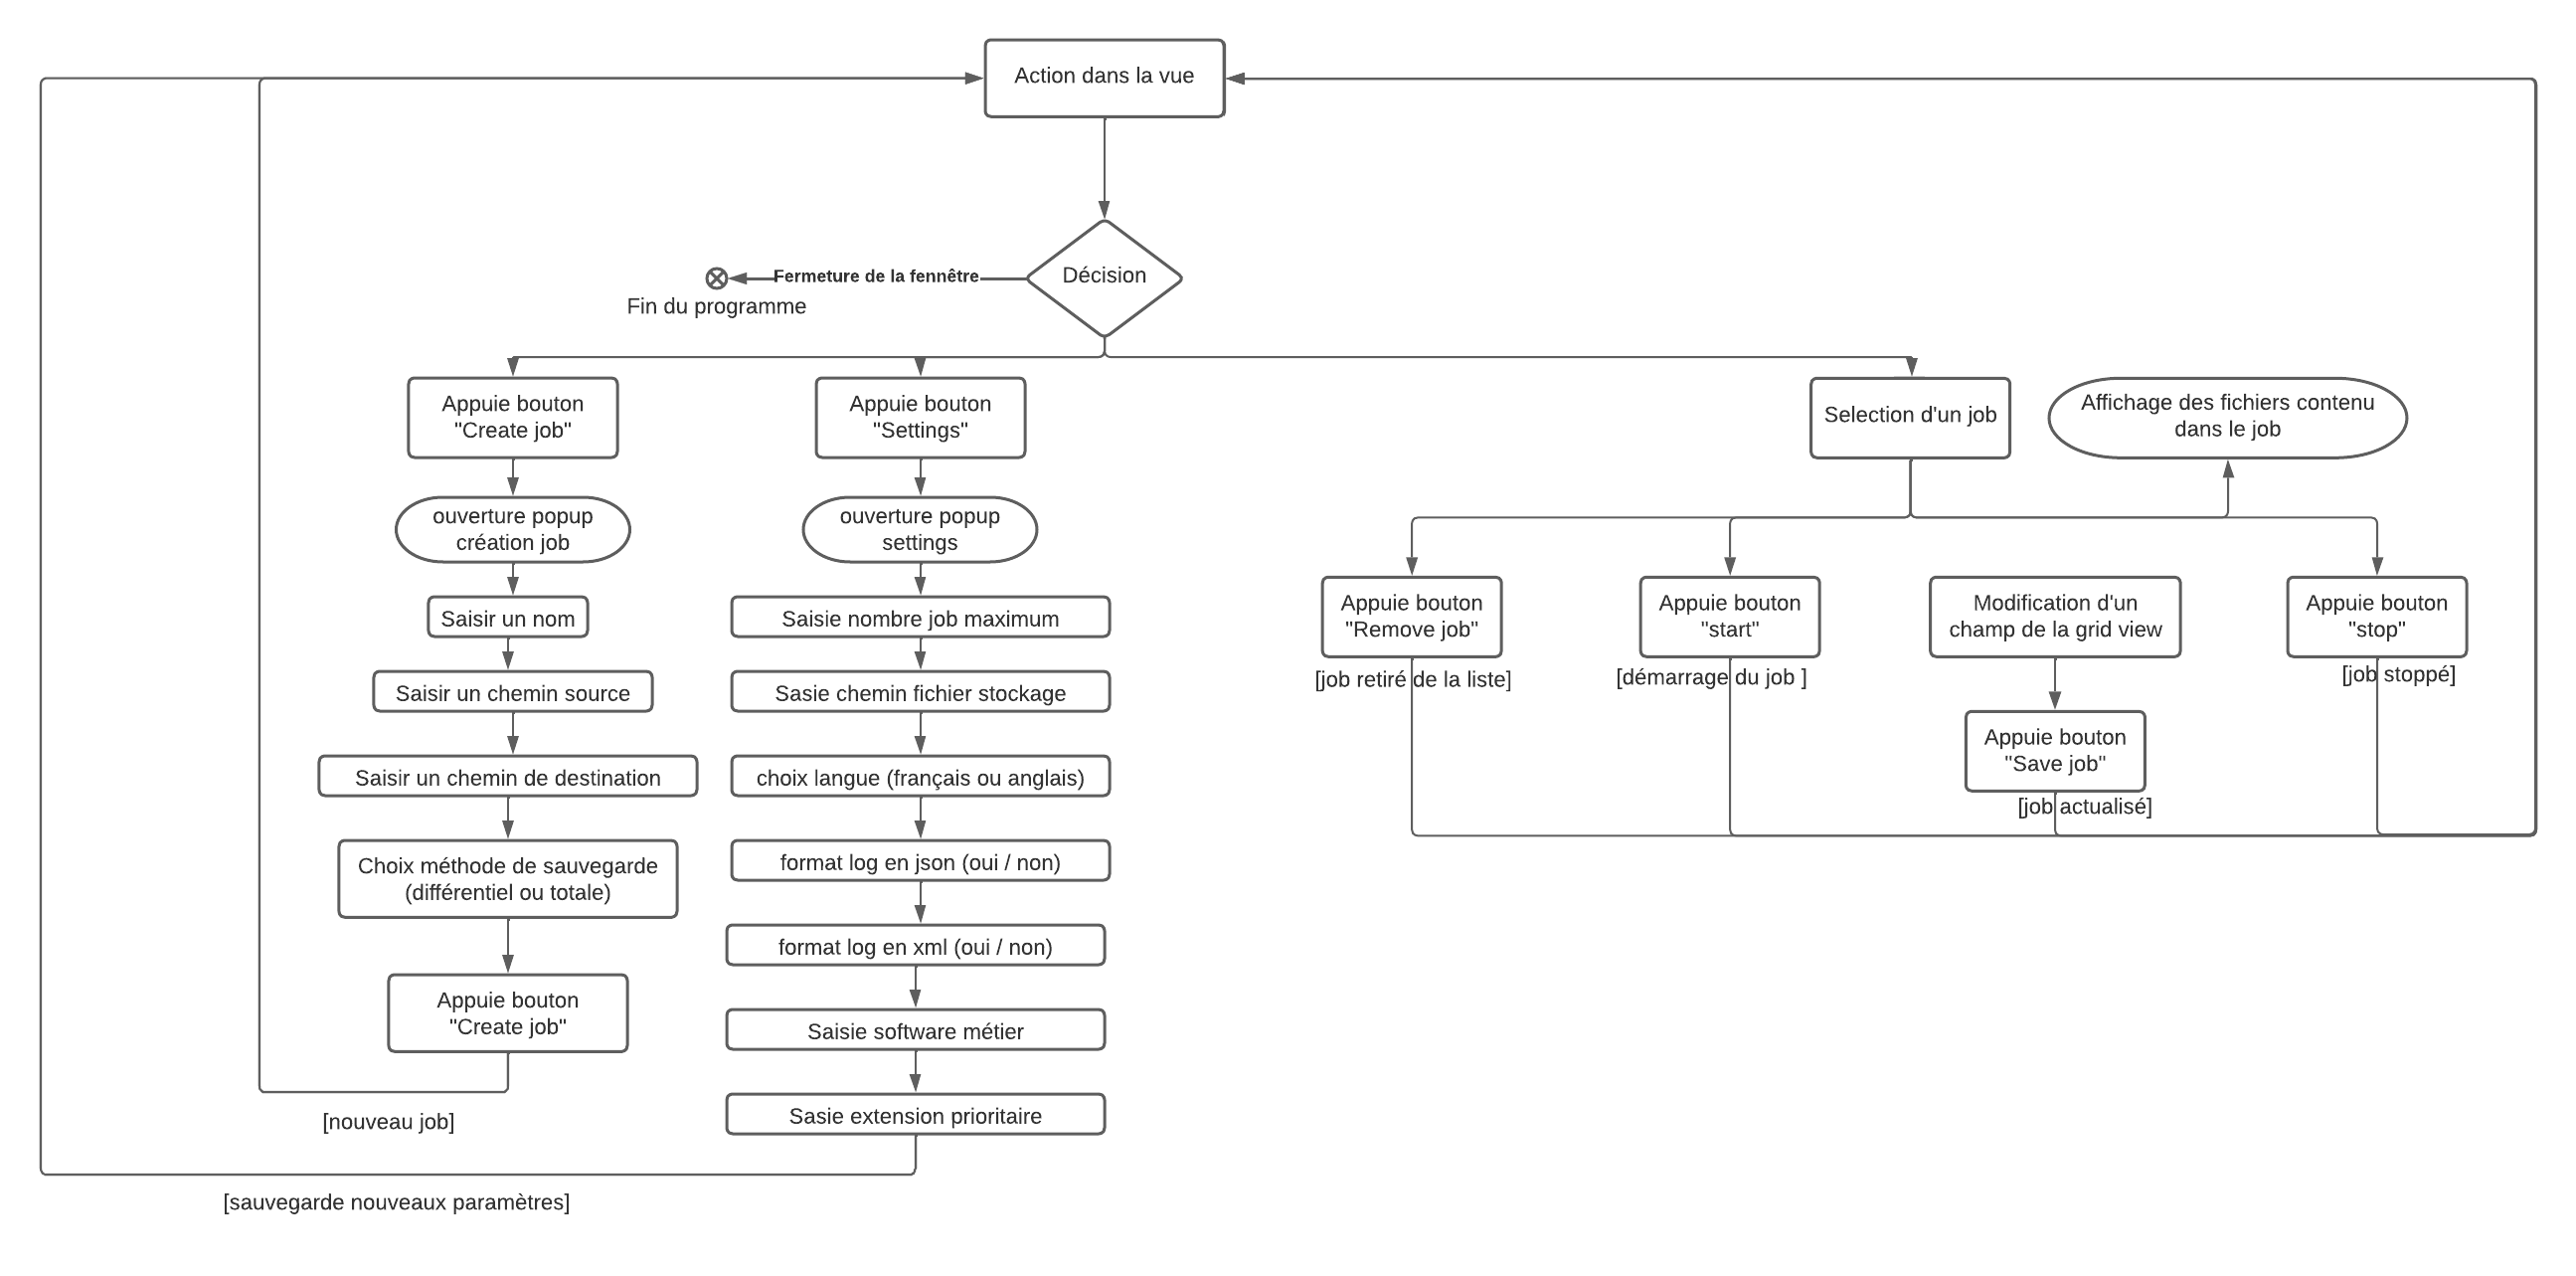 Action dans la vue
Décision
Fermeture de la fennêtre
Fin du programme
Appuie bouton
"Create job"
ouverture popup
création job
Saisir un nom
Saisir un chemin source
Saisir un chemin de destination
Choix méthode de sauvegarde
(différentiel ou totale)
Appuie bouton
"Create job"
[nouveau job]
Appuie bouton
"Settings"
ouverture popup
settings
Saisie nombre job maximum
Sasie chemin fichier stockage
choix langue (français ou anglais)
format log en json (oui / non)
format log en xml (oui / non)
Saisie software métier
Sasie extension prioritaire
[sauvegarde nouveaux paramètres]
Selection d'un job
Affichage des fichiers contenu
dans le job
Appuie bouton
"Remove job"
[job retiré de la liste]
Appuie bouton
"start"
[démarrage du job ]
Modification d'un
champ de la grid view
Appuie bouton
"Save job"
[job actualisé]
Appuie bouton
"stop"
[job stoppé]